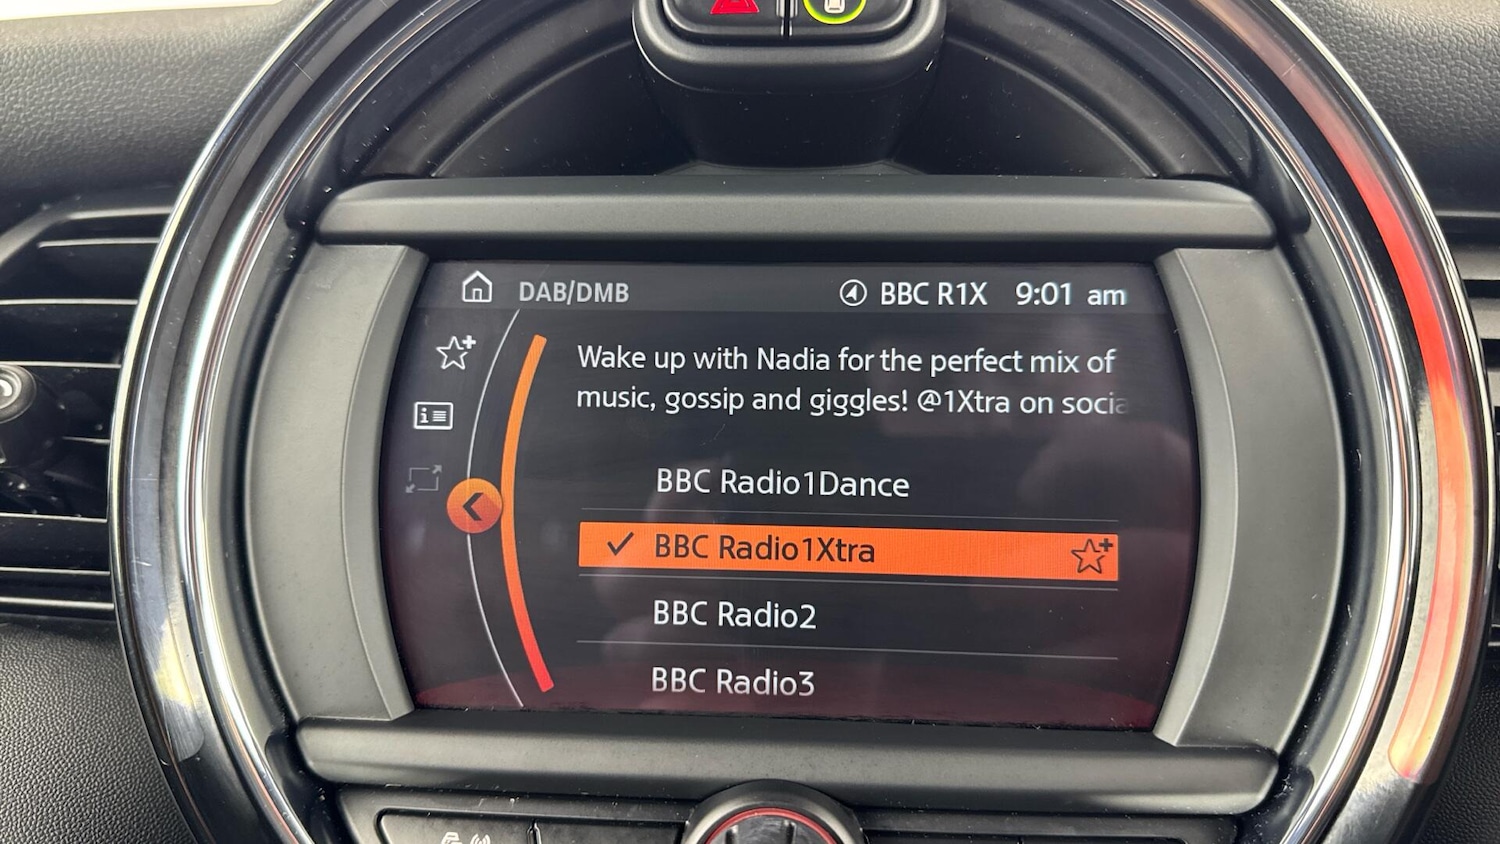 DAB/DMB BBC R1X 9:01 am
Wake up with Nadia for the perfect mix of
music, gossip and giggles! @1Xtra on socia
BBC Radio1Dance
BBC Radio1Xtra
BBC Radio2
BBC Radio3